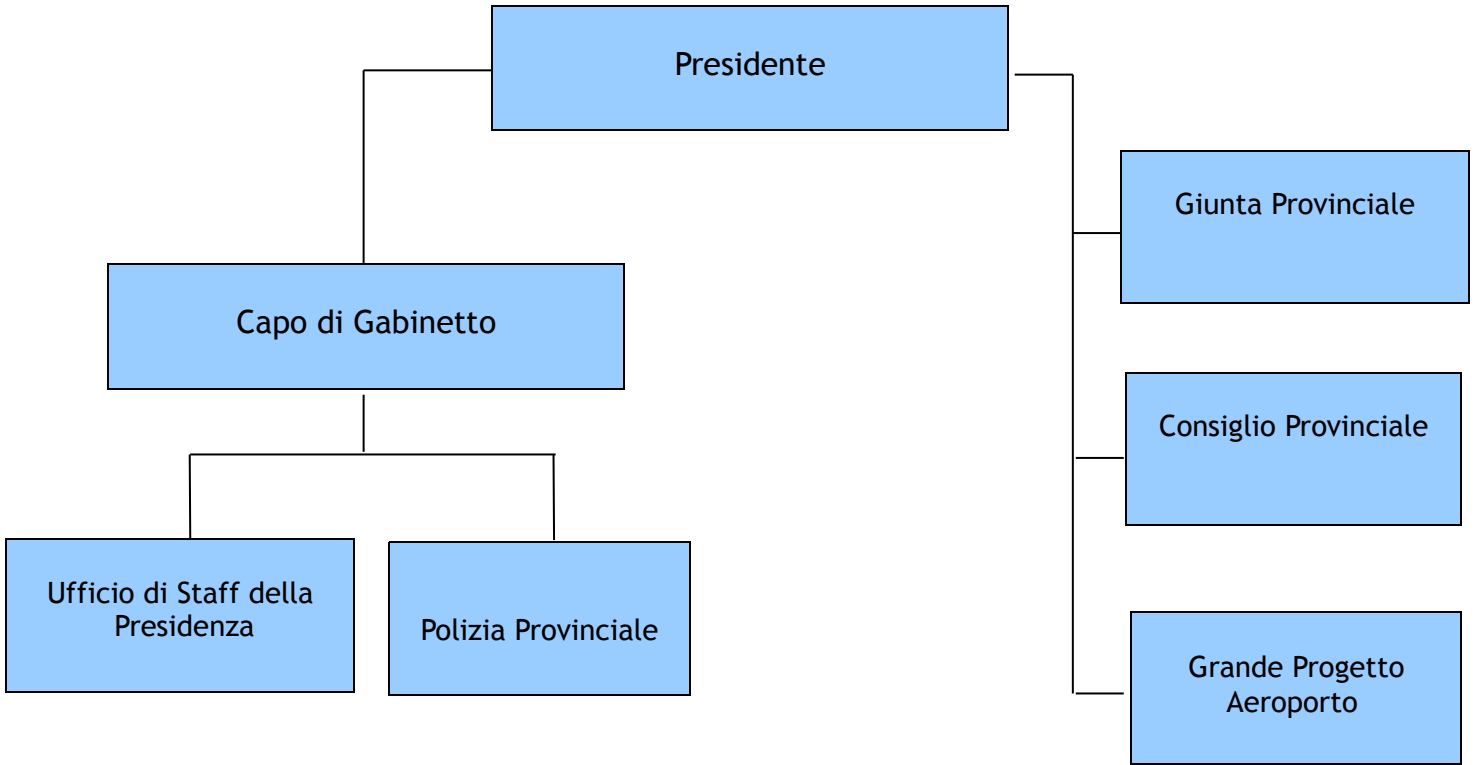 Presidente
Giunta Provinciale
Capo di Gabinetto
Consiglio Provinciale
Ufficio di Staff della
Presidenza
Polizia Provinciale
Grande Progetto
Aeroporto